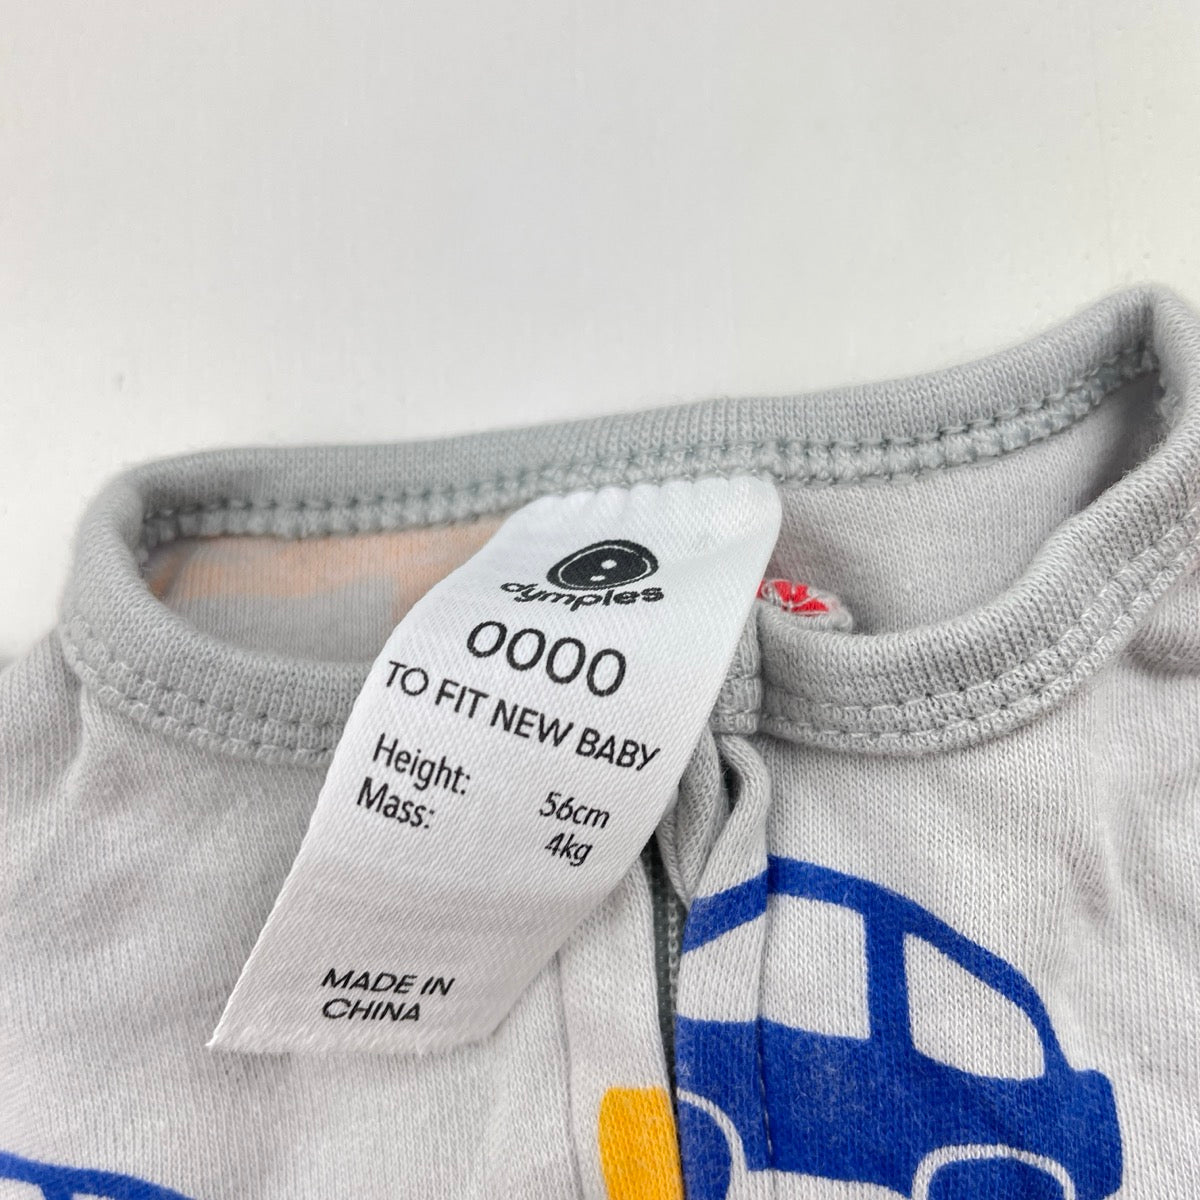 dymples
0000
TO FIT NEW BABY
Height: 56cm
Mass: 4kg
MADE IN
CHINA